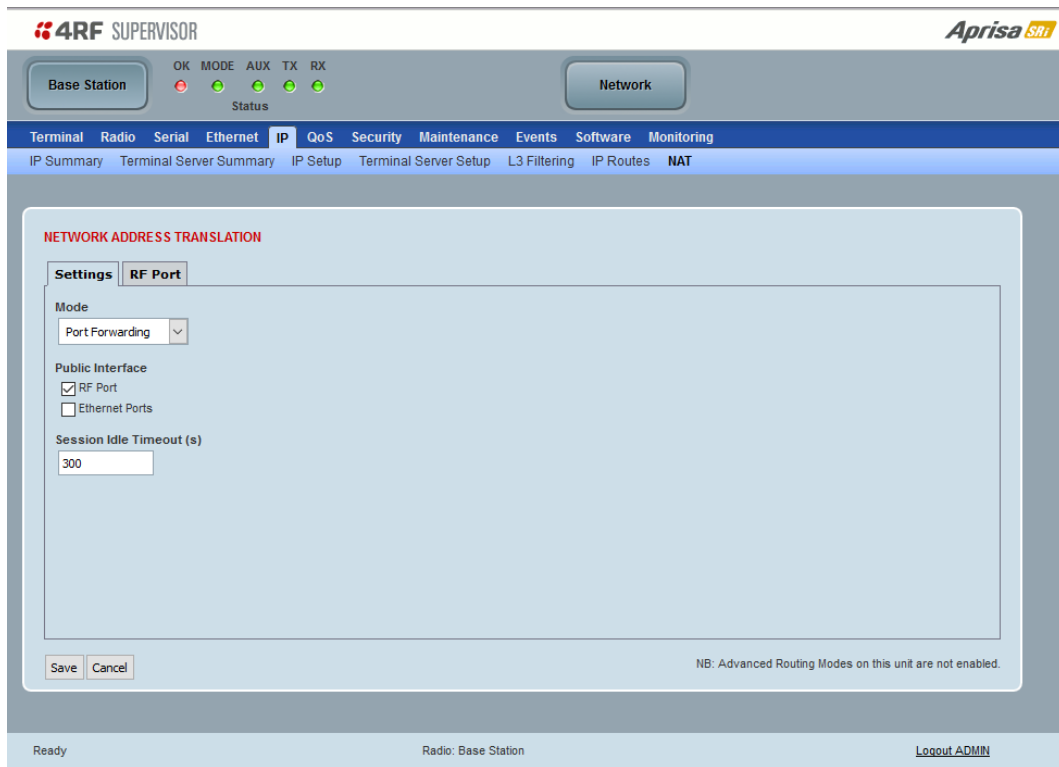 4RF SUPERVISOR
Aprisa SRi
OK MODE AUX TX RX
Base Station
Network
Status
Terminal Radio Serial Ethernet IP QoS Security Maintenance Events Software Monitoring
IP Summary Terminal Server Summary IP Setup Terminal Server Setup L3 Filtering IP Routes NAT
NETWORK ADDRESS TRANSLATION
Settings RF Port
Mode
Port Forwarding
Public Interface
RF Port
Ethernet Ports
Session Idle Timeout (s)
300
Save Cancel
NB: Advanced Routing Modes on this unit are not enabled.
Ready
Radio: Base Station
Logout ADMIN